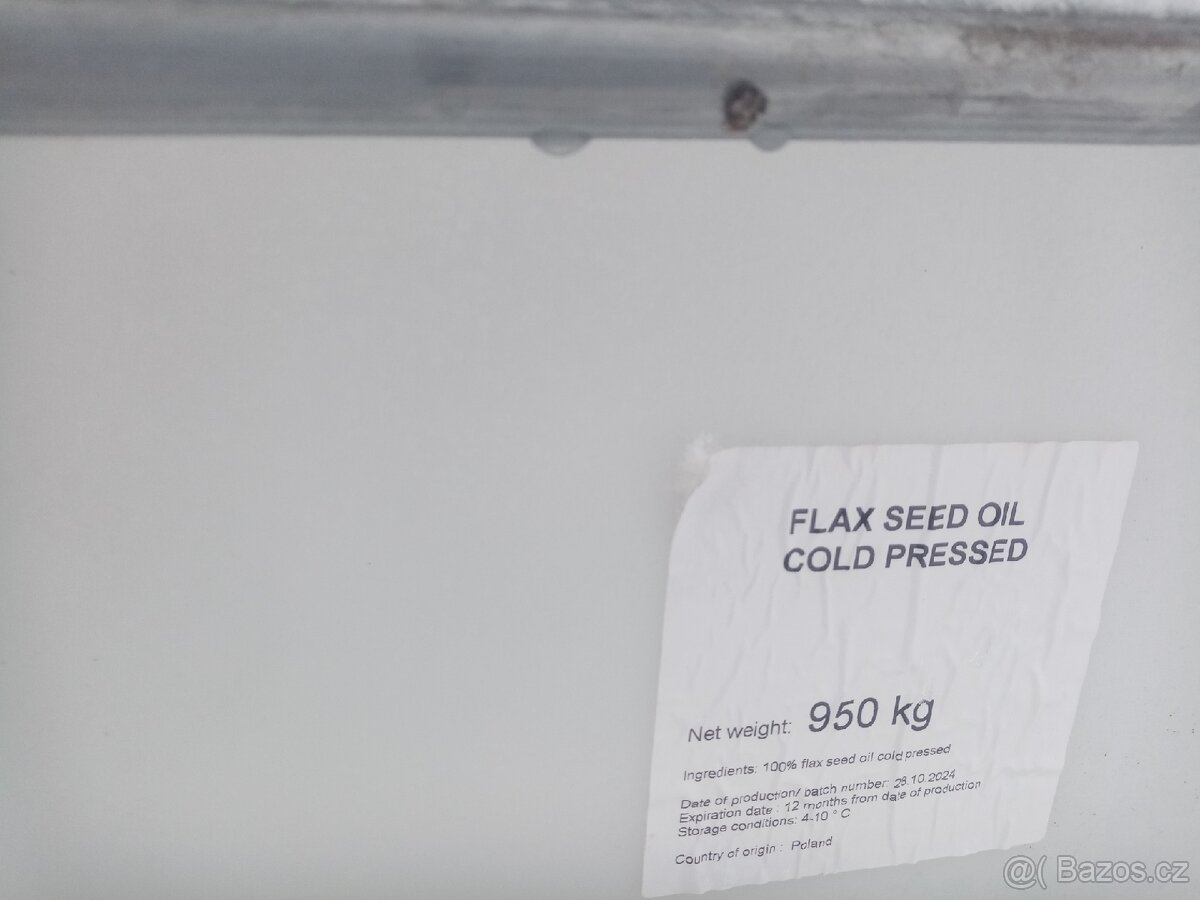 FLAX SEED OIL
COLD PRESSED
Net weight: 950 kg
Ingredients: 100% flax seed oil cold pressed
Date of production/ batch number: 28.10.2024
Expiration date : 12 months from date of production
Storage conditions: 4-10 ° C
Country of origin : Poland
@( Bazos.cz